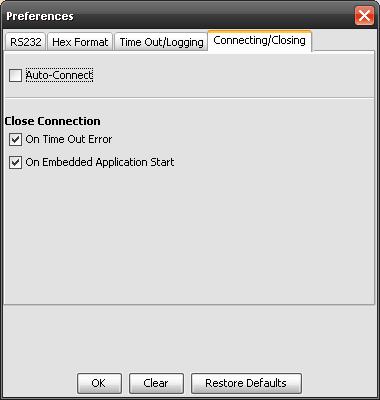 Preferences
RS232 Hex Format Time Out/Logging Connecting/Closing
Auto-Connect
Close Connection
On Time Out Error
On Embedded Application Start
OK Clear Restore Defaults